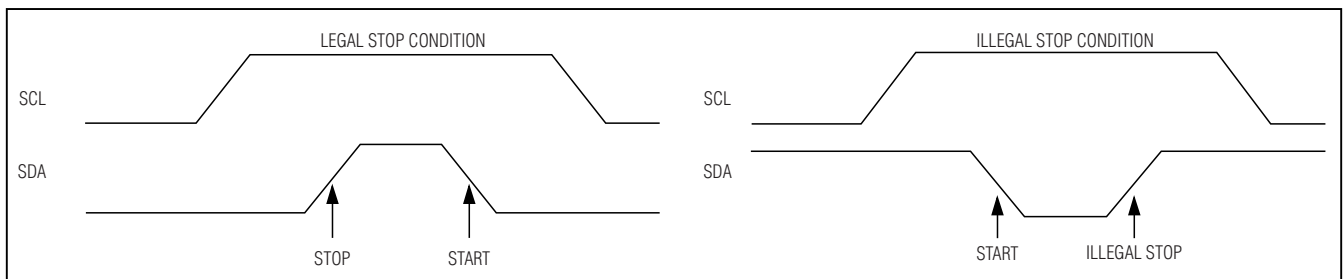 LEGAL STOP CONDITION
SCL
SDA
STOP
START
ILLEGAL STOP CONDITION
SCL
SDA
START
ILLEGAL STOP